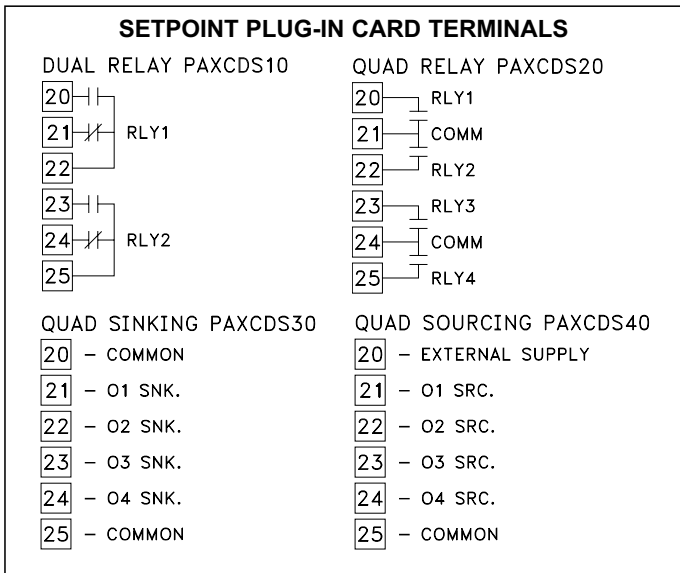 SETPOINT PLUG-IN CARD TERMINALS
DUAL RELAY PAXCDS10
20
21 RLY1
22
23
24 RLY2
25
QUAD RELAY PAXCDS20
20 RLY1
21 COMM
22 RLY2
23 RLY3
24 COMM
25 RLY4
QUAD SINKING PAXCDS30
20 – COMMON
21 – O1 SNK.
22 – O2 SNK.
23 – O3 SNK.
24 – O4 SNK.
25 – COMMON
QUAD SOURCING PAXCDS40
20 – EXTERNAL SUPPLY
21 – O1 SRC.
22 – O2 SRC.
23 – O3 SRC.
24 – O4 SRC.
25 – COMMON